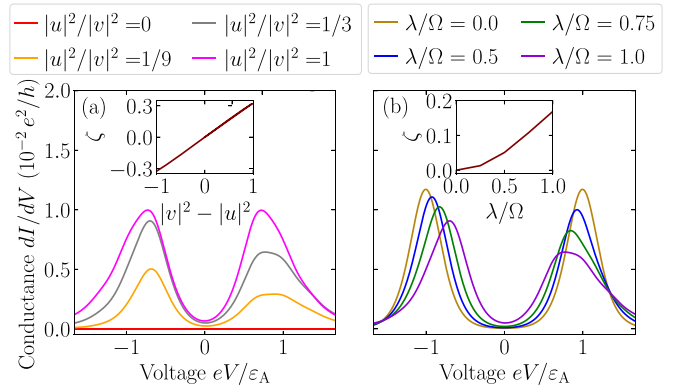 |u|²/|v|²=0
|u|²/|v|²=1/3
|u|²/|v|²=1/9
|u|²/|v|²=1
λ/Ω = 0.0
λ/Ω = 0.75
λ/Ω = 0.5
λ/Ω = 1.0
Conductance dI/dV (10⁻² e²/h)
2.0
1.5
1.0
0.5
0.0
(a)
ζ
0.3
0.0
−0.3
−1
0
1
|v|² − |u|²
−1
0
1
Voltage eV/ε_A
(b)
ζ
0.2
0.1
0.0
0.0
0.5
1.0
λ/Ω
−1
0
1
Voltage eV/ε_A